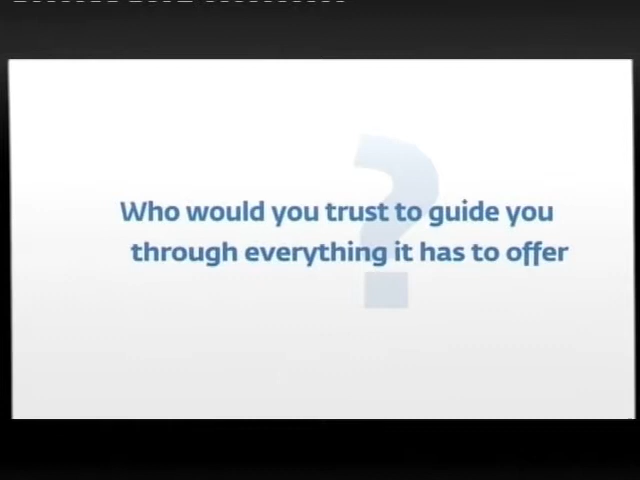 Who would you trust to guide you
through everything it has to offer
?